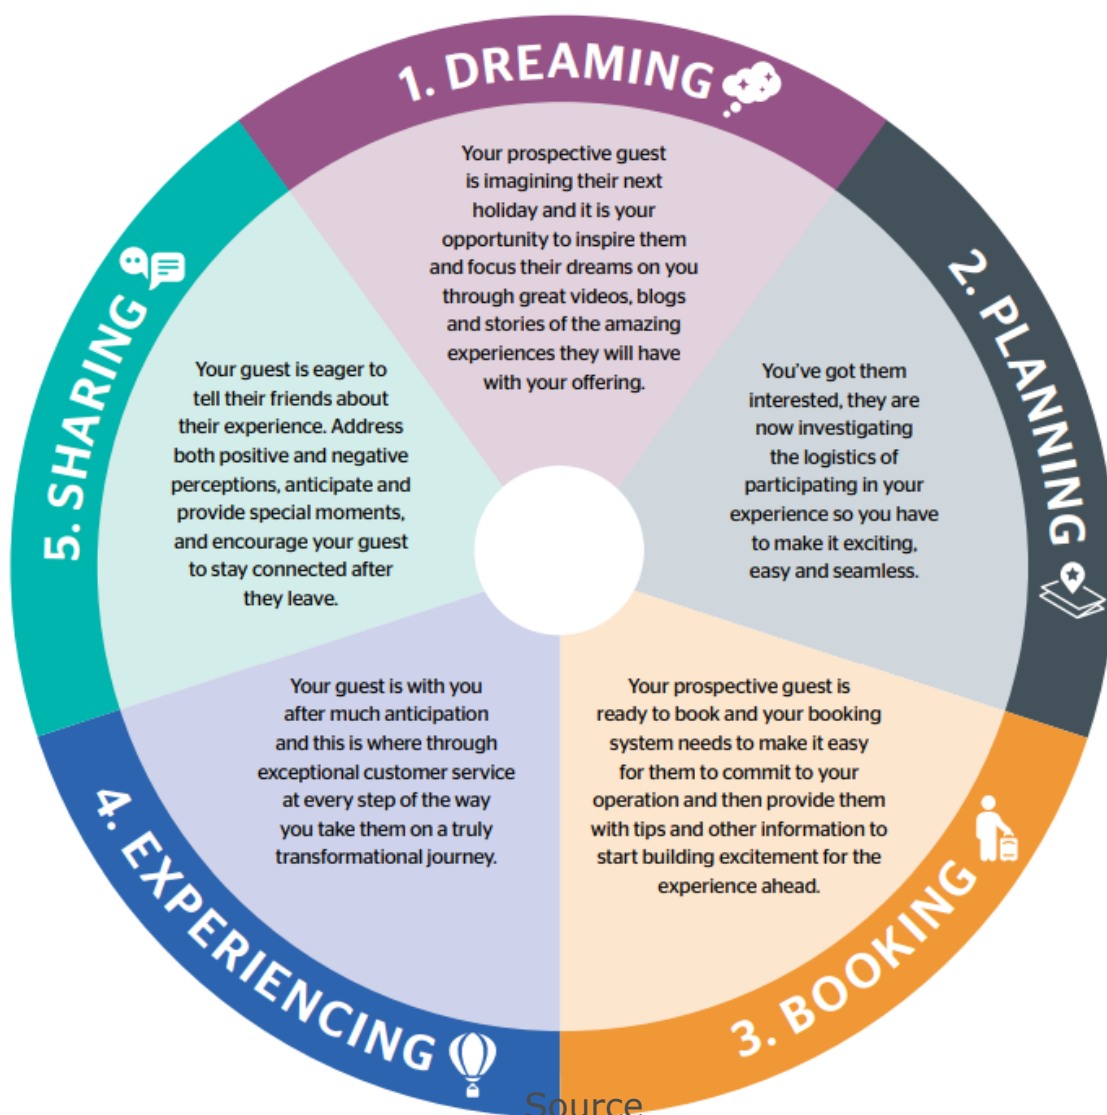 1. DREAMING
Your prospective guest
is imagining their next
holiday and it is your
opportunity to inspire them
and focus their dreams on you
through great videos, blogs
and stories of the amazing
experiences they will have
with your offering.
2. PLANNING
You’ve got them
interested, they are
now investigating
the logistics of
participating in your
experience so you have
to make it exciting,
easy and seamless.
3. BOOKING
Your prospective guest is
ready to book and your booking
system needs to make it easy
for them to commit to your
operation and then provide them
with tips and other information to
start building excitement for the
experience ahead.
4. EXPERIENCING
Your guest is with you
after much anticipation
and this is where through
exceptional customer service
at every step of the way
you take them on a truly
transformational journey.
5. SHARING
Your guest is eager to
tell their friends about
their experience. Address
both positive and negative
perceptions, anticipate and
provide special moments,
and encourage your guest
to stay connected after
they leave.
Source